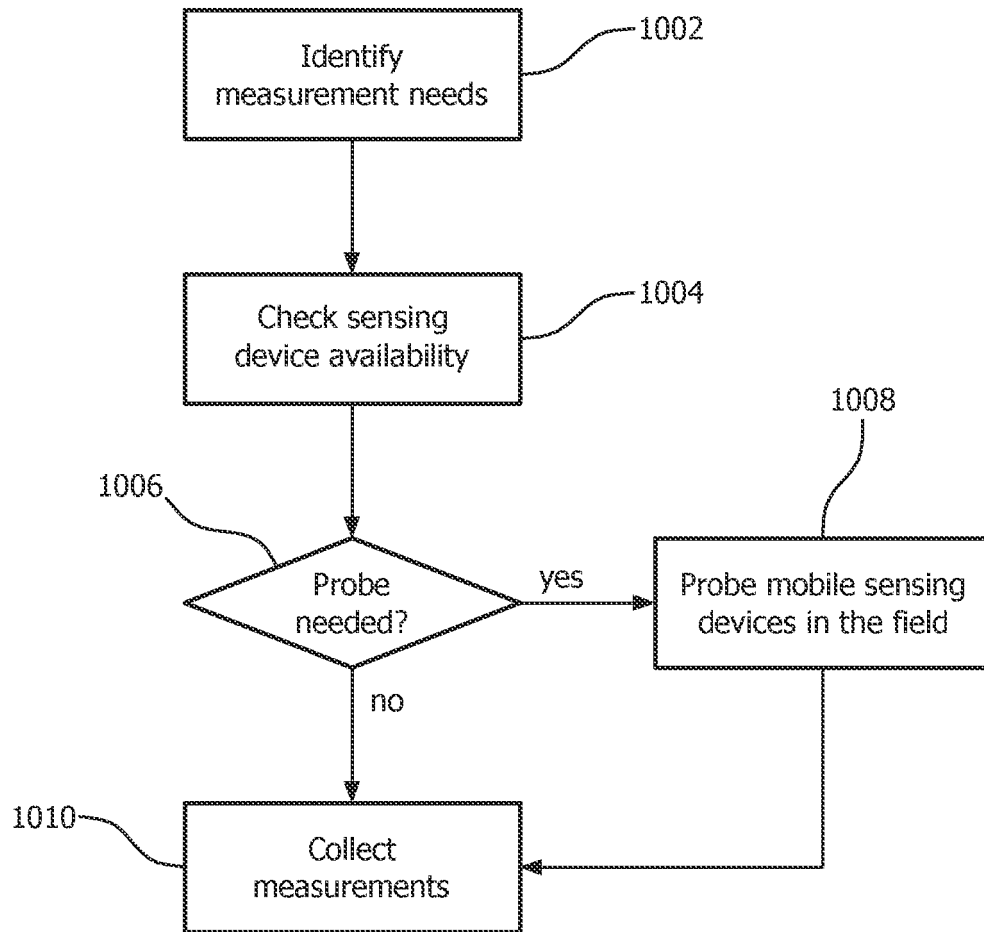 1002
Identify
measurement needs
1004
Check sensing
device availability
1008
1006
Probe
needed?
yes
Probe mobile sensing
devices in the field
no
1010
Collect
measurements